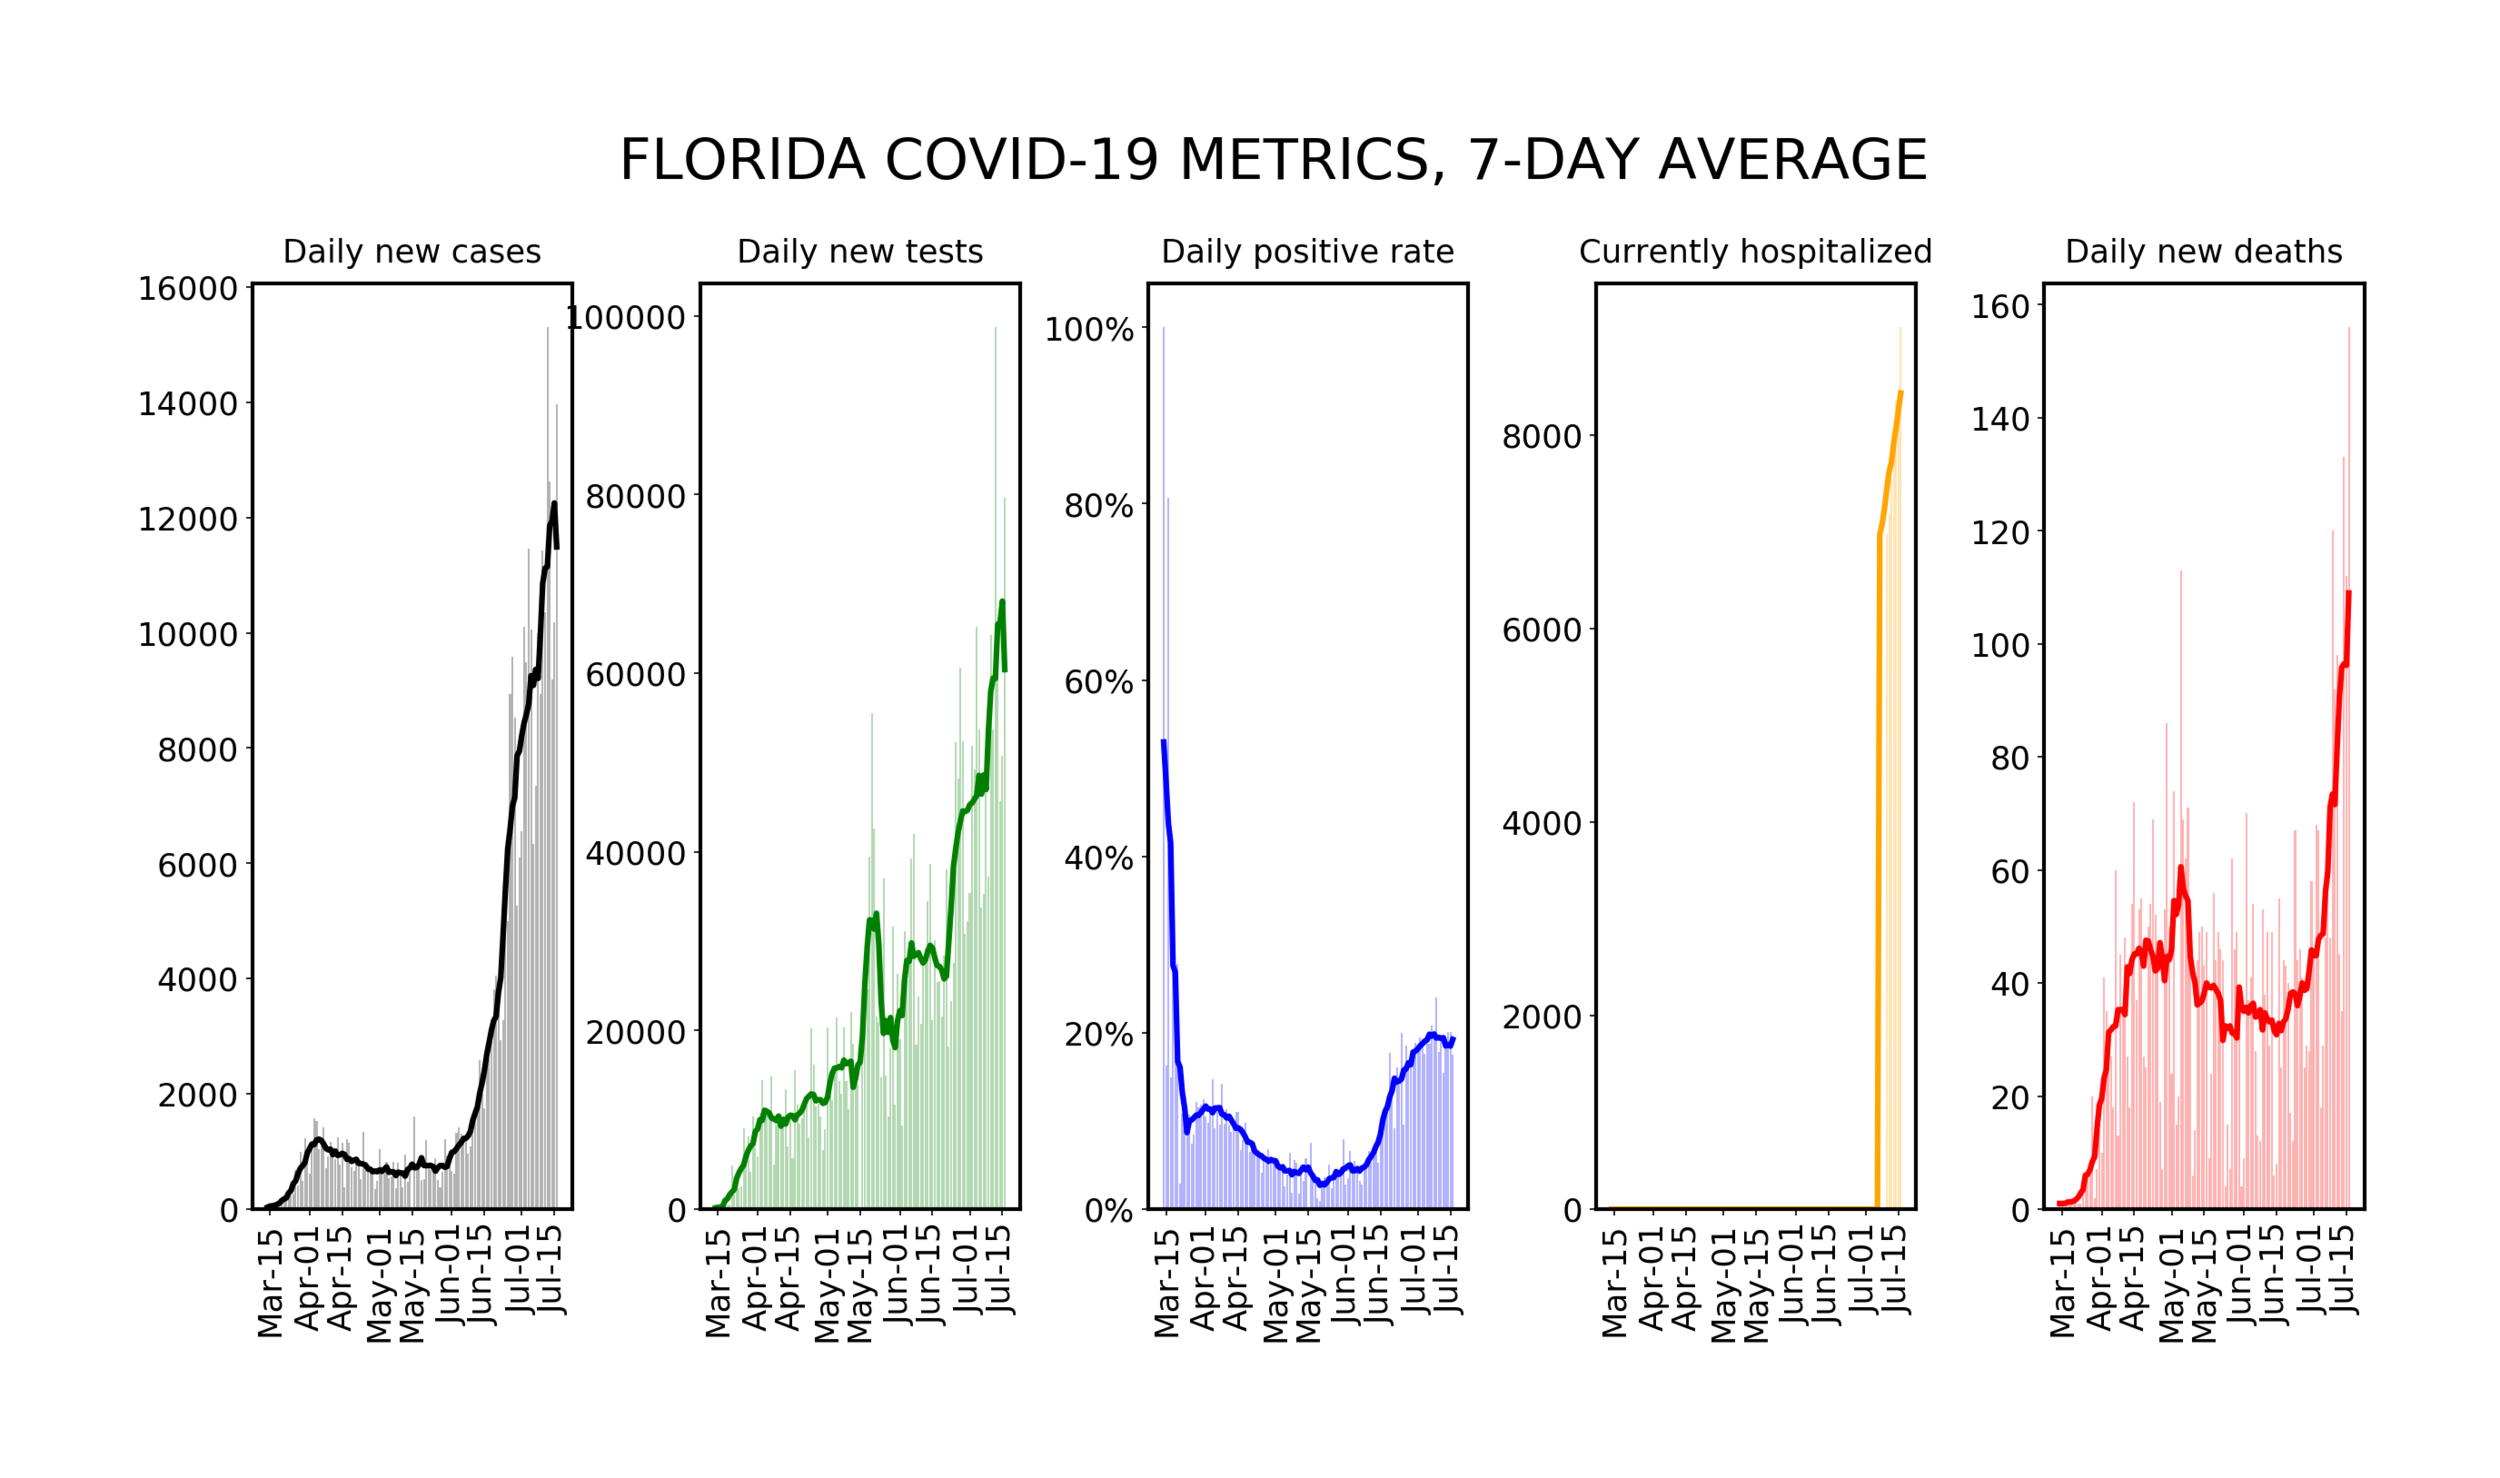 FLORIDA COVID-19 METRICS, 7-DAY AVERAGE
Daily new cases
16000
14000
12000
10000
8000
6000
4000
2000
0
Mar-15
Apr-01
Apr-15
May-01
May-15
Jun-01
Jun-15
Jul-01
Jul-15
Daily new tests
100000
80000
60000
40000
20000
0
Mar-15
Apr-01
Apr-15
May-01
May-15
Jun-01
Jun-15
Jul-01
Jul-15
Daily positive rate
100%
80%
60%
40%
20%
0%
Mar-15
Apr-01
Apr-15
May-01
May-15
Jun-01
Jun-15
Jul-01
Jul-15
Currently hospitalized
8000
6000
4000
2000
0
Mar-15
Apr-01
Apr-15
May-01
May-15
Jun-01
Jun-15
Jul-01
Jul-15
Daily new deaths
160
140
120
100
80
60
40
20
0
Mar-15
Apr-01
Apr-15
May-01
May-15
Jun-01
Jun-15
Jul-01
Jul-15